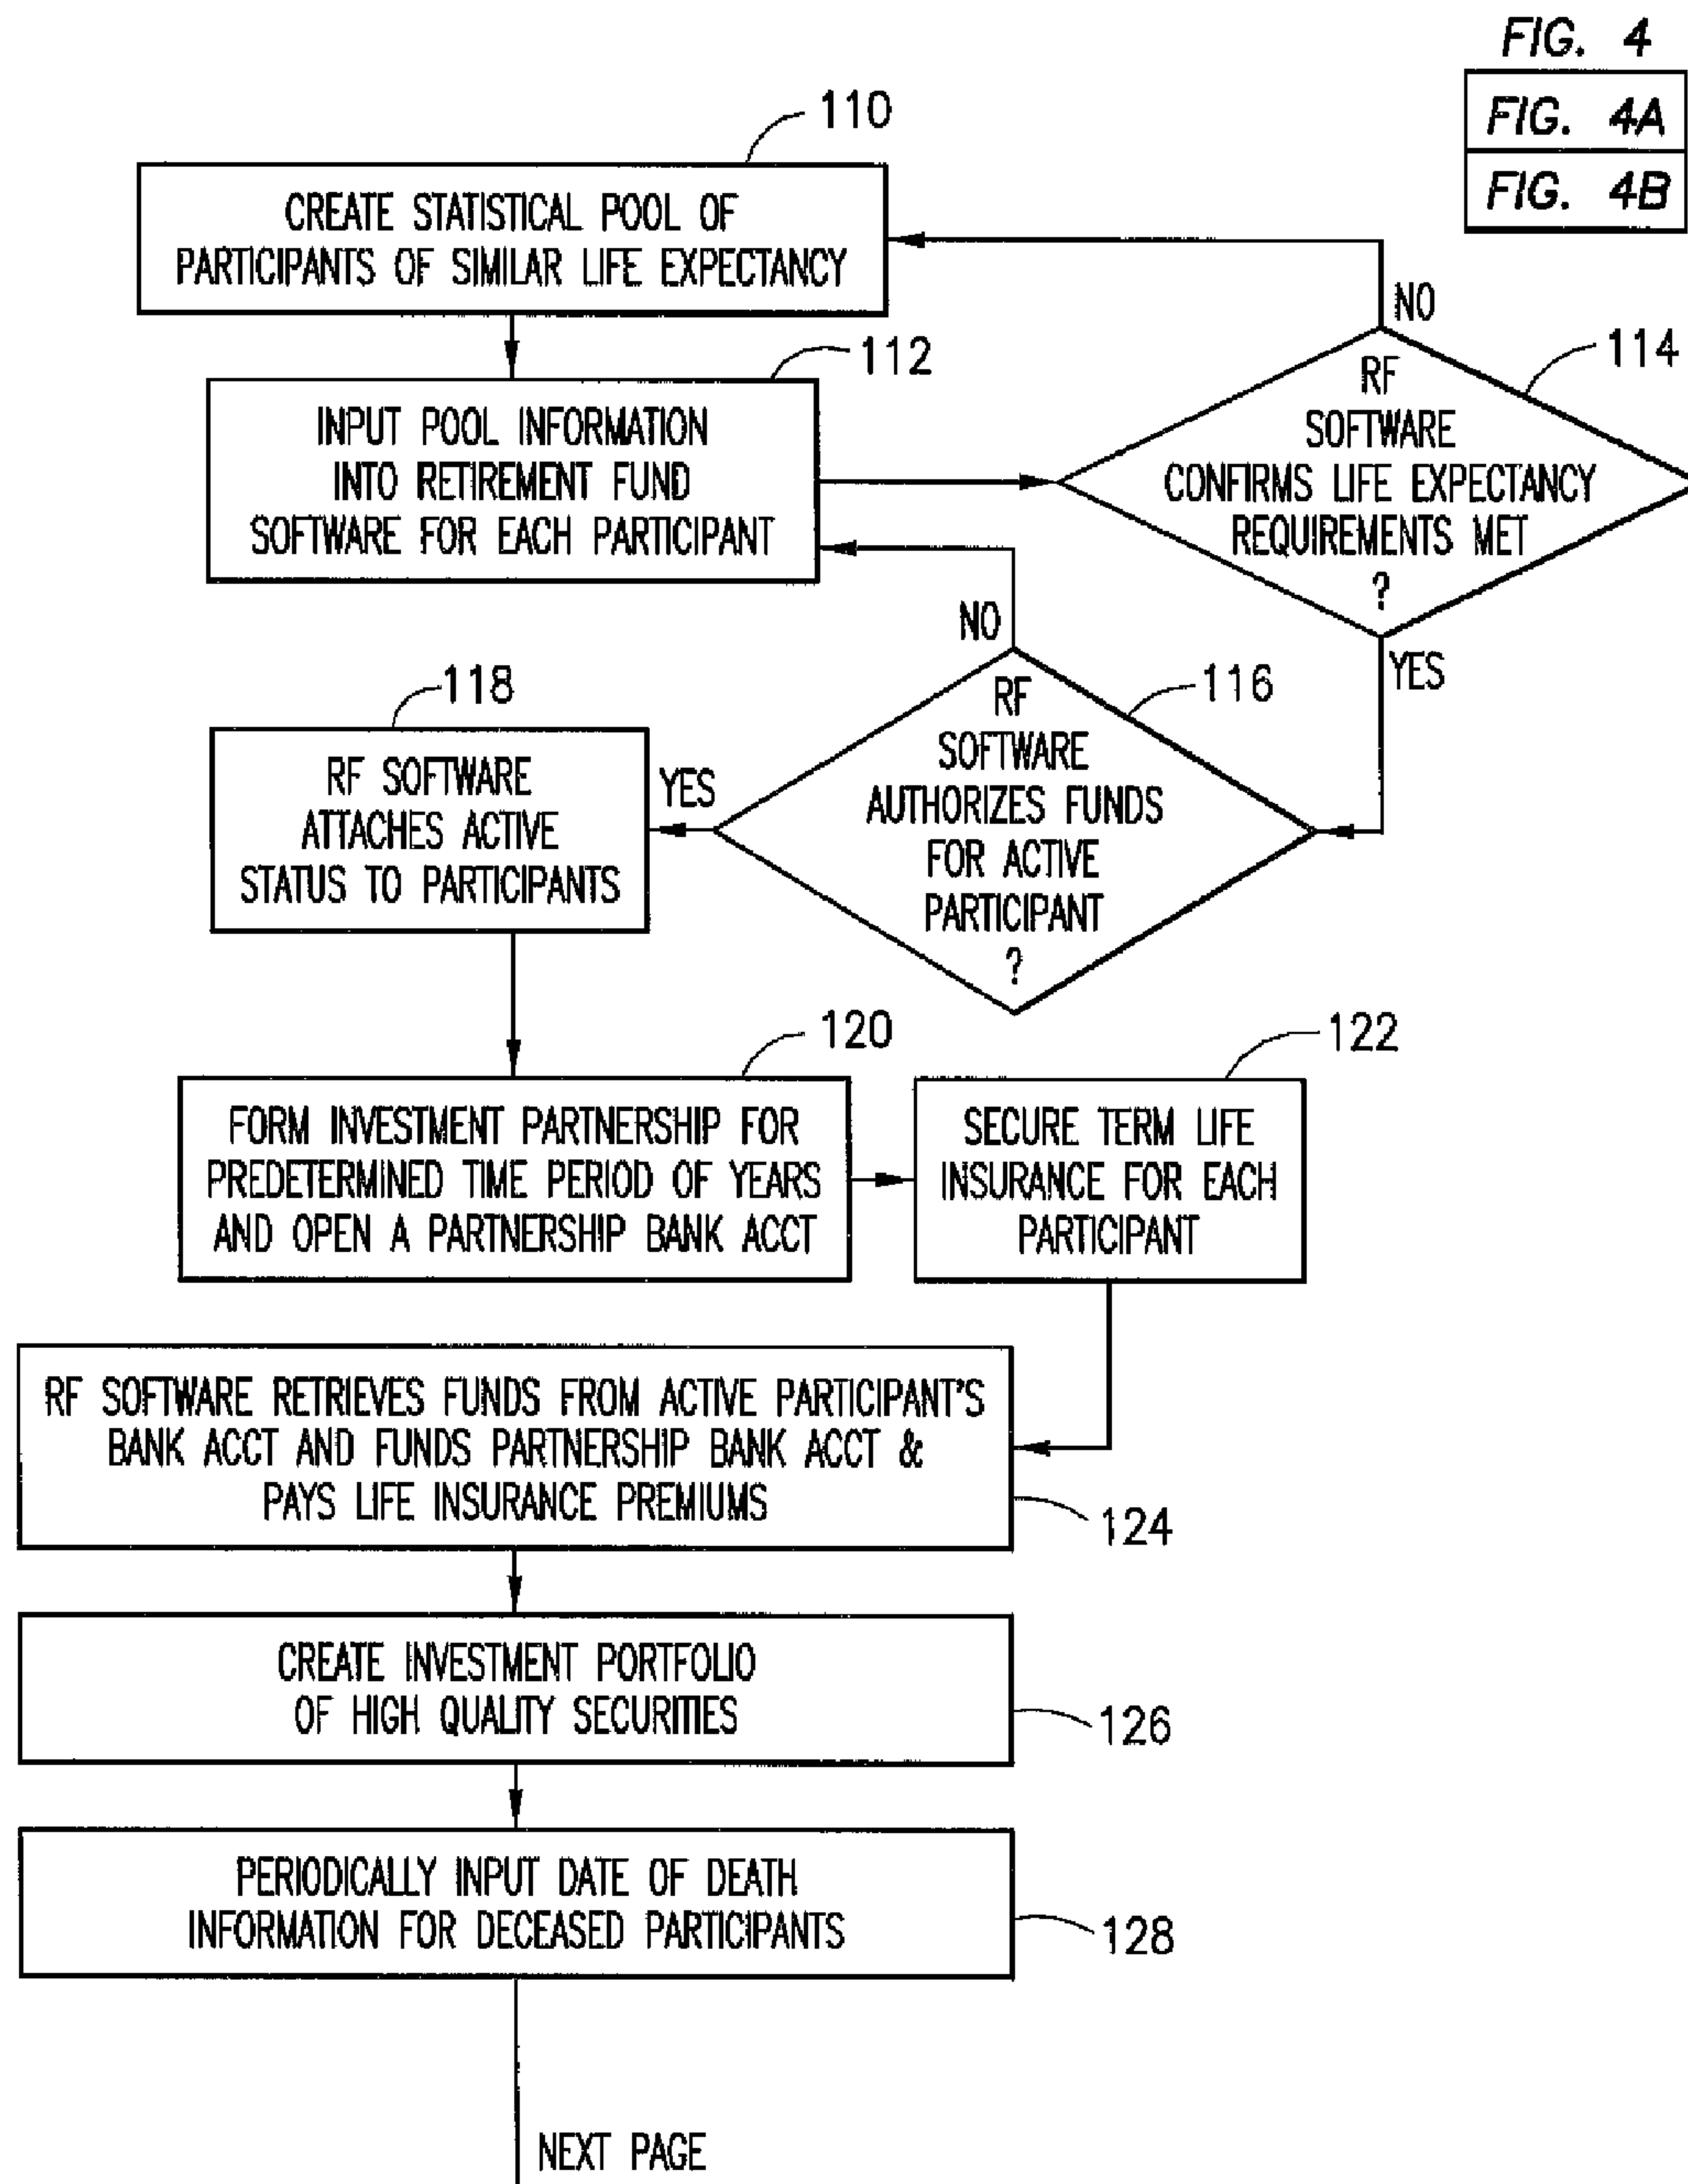 FIG. 4
FIG. 4A
FIG. 4B
110
CREATE STATISTICAL POOL OF
PARTICIPANTS OF SIMILAR LIFE EXPECTANCY
NO
112
INPUT POOL INFORMATION
INTO RETIREMENT FUND
SOFTWARE FOR EACH PARTICIPANT
114
RF
SOFTWARE
CONFIRMS LIFE EXPECTANCY
REQUIREMENTS MET
?
YES
NO
116
RF
SOFTWARE
AUTHORIZES FUNDS
FOR ACTIVE
PARTICIPANT
?
YES
118
RF SOFTWARE
ATTACHES ACTIVE
STATUS TO PARTICIPANTS
120
FORM INVESTMENT PARTNERSHIP FOR
PREDETERMINED TIME PERIOD OF YEARS
AND OPEN A PARTNERSHIP BANK ACCT
122
SECURE TERM LIFE
INSURANCE FOR EACH
PARTICIPANT
RF SOFTWARE RETRIEVES FUNDS FROM ACTIVE PARTICIPANT'S
BANK ACCT AND FUNDS PARTNERSHIP BANK ACCT &
PAYS LIFE INSURANCE PREMIUMS
124
CREATE INVESTMENT PORTFOLIO
OF HIGH QUALITY SECURITIES
126
PERIODICALLY INPUT DATE OF DEATH
INFORMATION FOR DECEASED PARTICIPANTS
128
NEXT PAGE